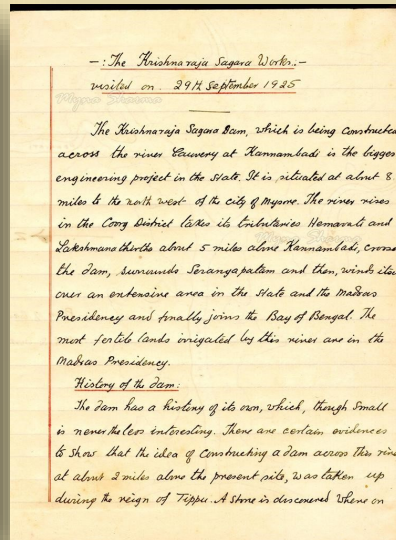 -: The Krishnaraja Sagara Works. :-
visited on 29th September 1925
The Krishnaraja Sagara Dam, which is being constructed
across the river Cauvery at Kannambadi is the bigges
engineering project in the state. It is situated at about 8
miles to the north west of the city of Mysore. The river rises
in the Coorg District takes its tributaries Hemavati and
Lakshmanathirtha about 5 miles above Kannambadi, crosse
the dam, surrounds Serangapatam and then, winds itse
over an extensive area in the State and the Madras
Presidency and finally joins the Bay of Bengal. The
most fertile lands irrigated by this river are in the
Madras Presidency.
History of the dam:
The dam has a history of its own, which, though small
is nevertheless interesting. There are certain evidences
to show that the idea of constructing a dam across this rive
at about 2 miles above the present site, was taken up
during the reign of Tippu. A stone is discovered where on